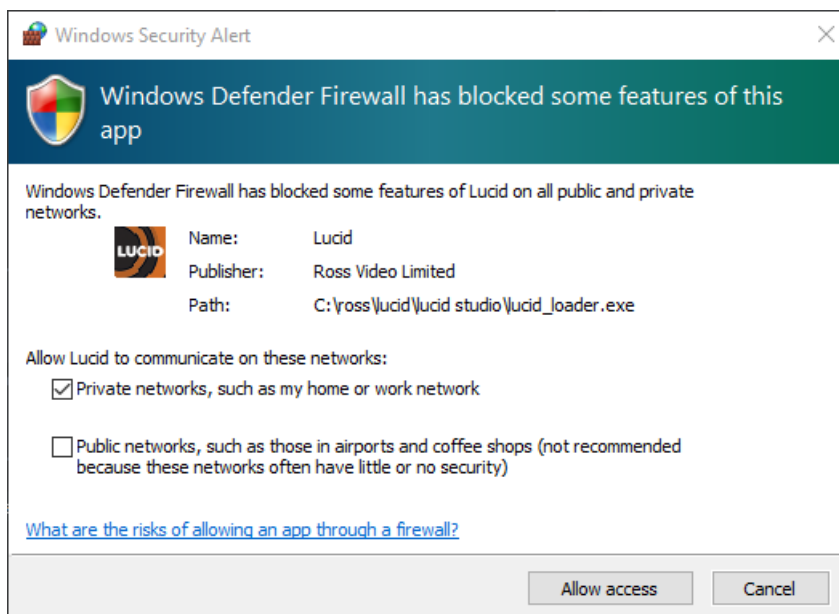 Windows Security Alert
Windows Defender Firewall has blocked some features of this
app
Windows Defender Firewall has blocked some features of Lucid on all public and private
networks.
LUCID
Name: Lucid
Publisher: Ross Video Limited
Path: C:\ross\lucid\lucid studio\lucid_loader.exe
Allow Lucid to communicate on these networks:
Private networks, such as my home or work network
Public networks, such as those in airports and coffee shops (not recommended
because these networks often have little or no security)
What are the risks of allowing an app through a firewall?
Allow access Cancel